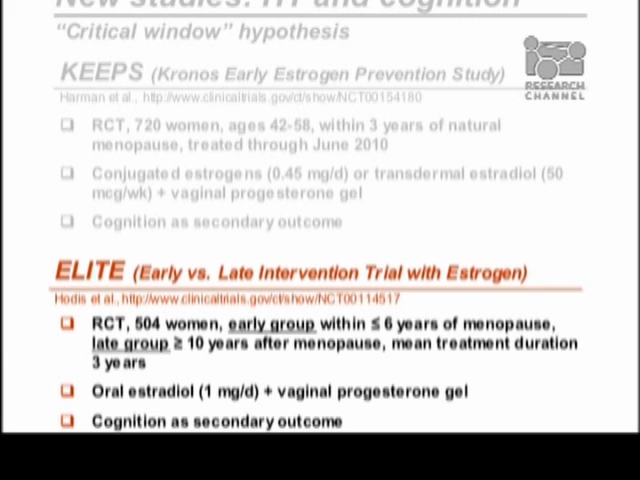 New studies: HT and cognition
"Critical window" hypothesis
RESEARCH
CHANNEL
KEEPS (Kronos Early Estrogen Prevention Study)
Harman et al., http://www.clinicaltrials.gov/ct/show/NCT00154180
❑ RCT, 720 women, ages 42-58, within 3 years of natural
menopause, treated through June 2010
❑ Conjugated estrogens (0.45 mg/d) or transdermal estradiol (50
mcg/wk) + vaginal progesterone gel
❑ Cognition as secondary outcome
ELITE (Early vs. Late Intervention Trial with Estrogen)
Hodis et al., http://www.clinicaltrials.gov/ct/show/NCT00114517
❑ RCT, 504 women, early group within ≤ 6 years of menopause,
late group ≥ 10 years after menopause, mean treatment duration
3 years
❑ Oral estradiol (1 mg/d) + vaginal progesterone gel
❑ Cognition as secondary outcome